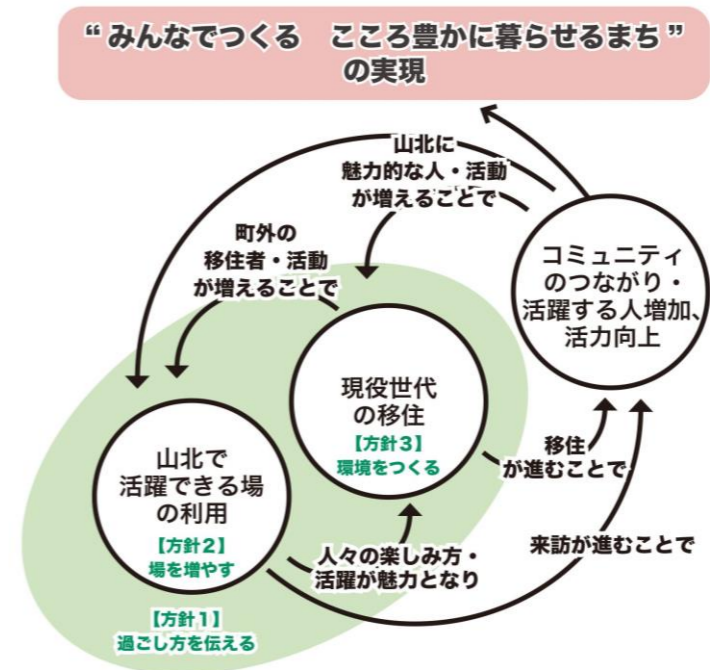 “みんなでつくる　こころ豊かに暮らせるまち”
の実現
山北に
魅力的な人・活動
が増えることで
町外の
移住者・活動
が増えることで
コミュニティ
のつながり・
活躍する人増加、
活力向上
現役世代
の移住
【方針３】
環境をつくる
移住
が進むことで
山北で
活躍できる場
の利用
【方針２】
場を増やす
人々の楽しみ方・
活躍が魅力となり
来訪が進むことで
【方針１】
過ごし方を伝える